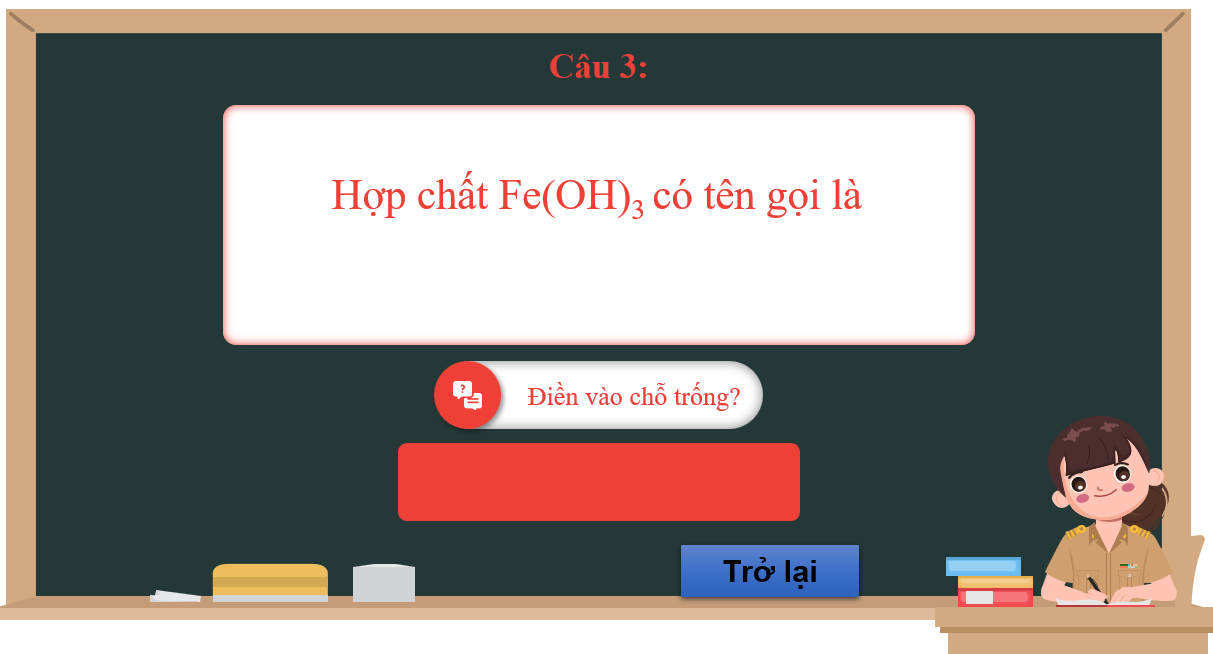 Câu 3:
Hợp chất Fe(OH)₃ có tên gọi là
Điền vào chỗ trống?
Trở lại